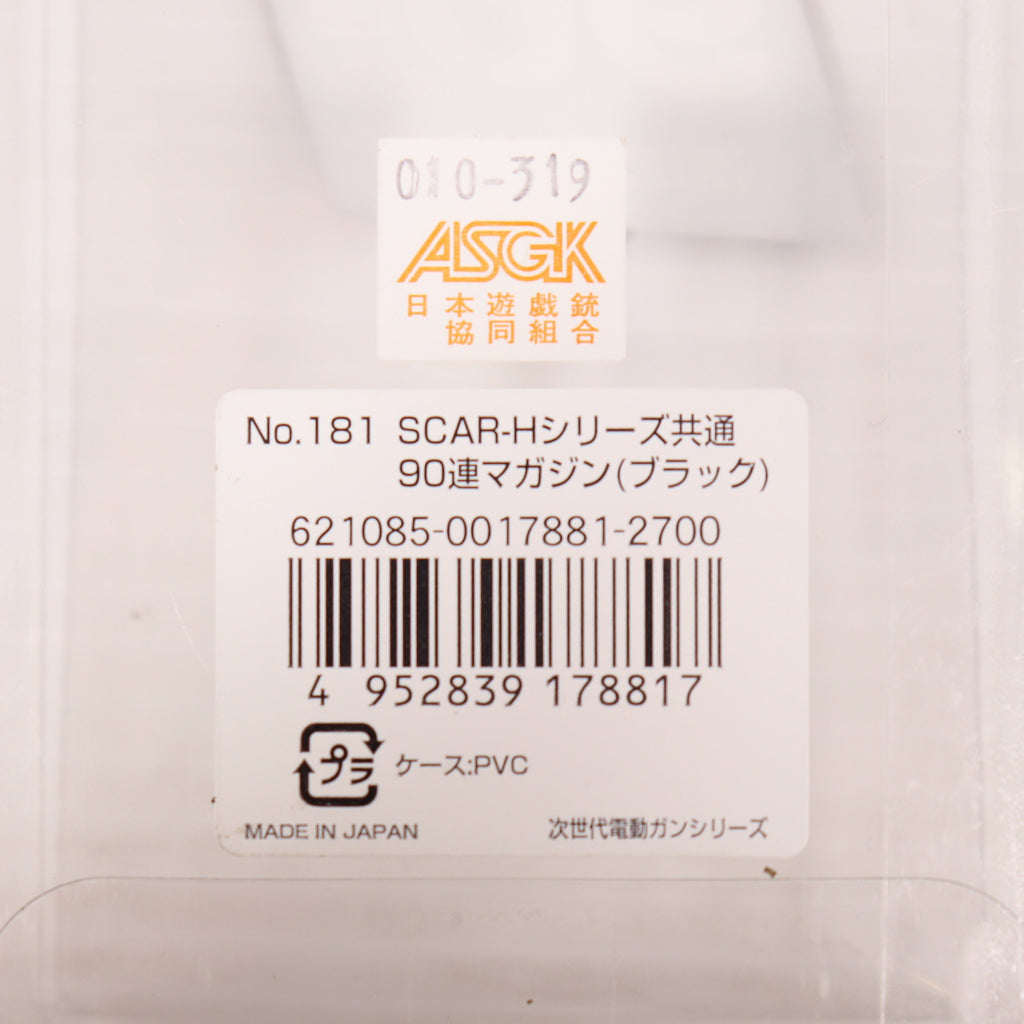 010-319
ASGK
日本遊戯銃
協同組合
No.181 SCAR-Hシリーズ共通
90連マガジン(ブラック)
621085-0017881-2700
4 952839 178817
プラ ケース:PVC
MADE IN JAPAN 次世代電動ガンシリーズ